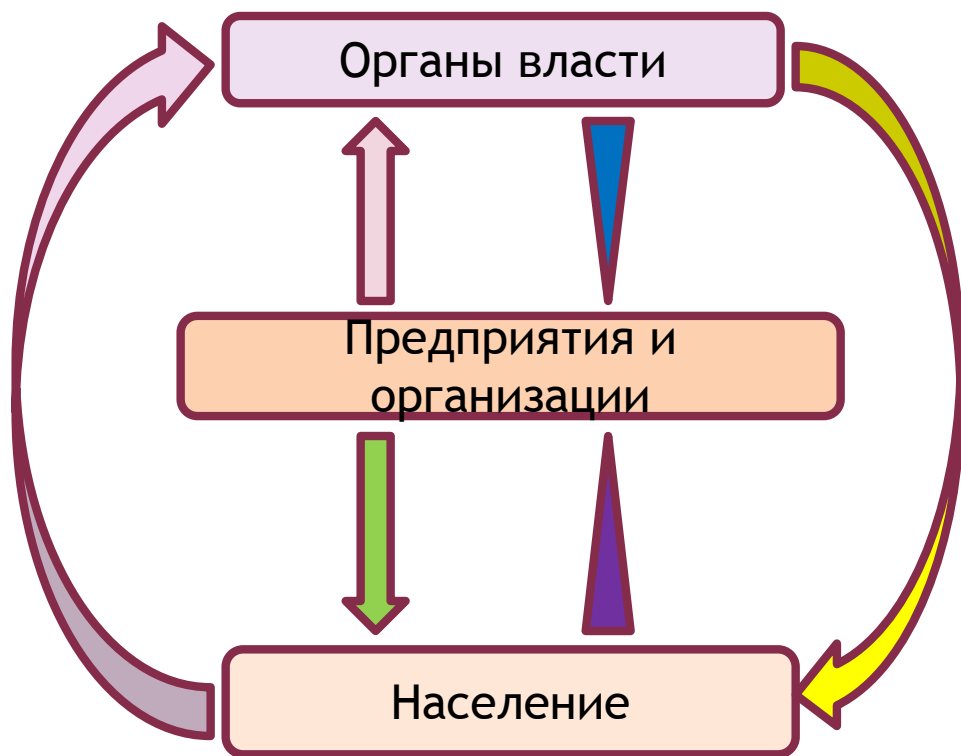 Органы власти
Предприятия и
организации
Население